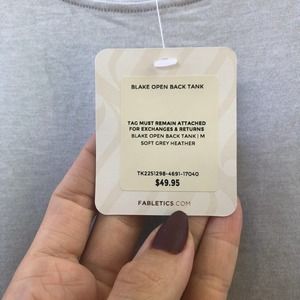 BLAKE OPEN BACK TANK
TAG MUST REMAIN ATTACHED
FOR EXCHANGES & RETURNS
BLAKE OPEN BACK TANK | M
SOFT GREY HEATHER
TK2251298-4691-17040
$49.95
FABLETICS.COM